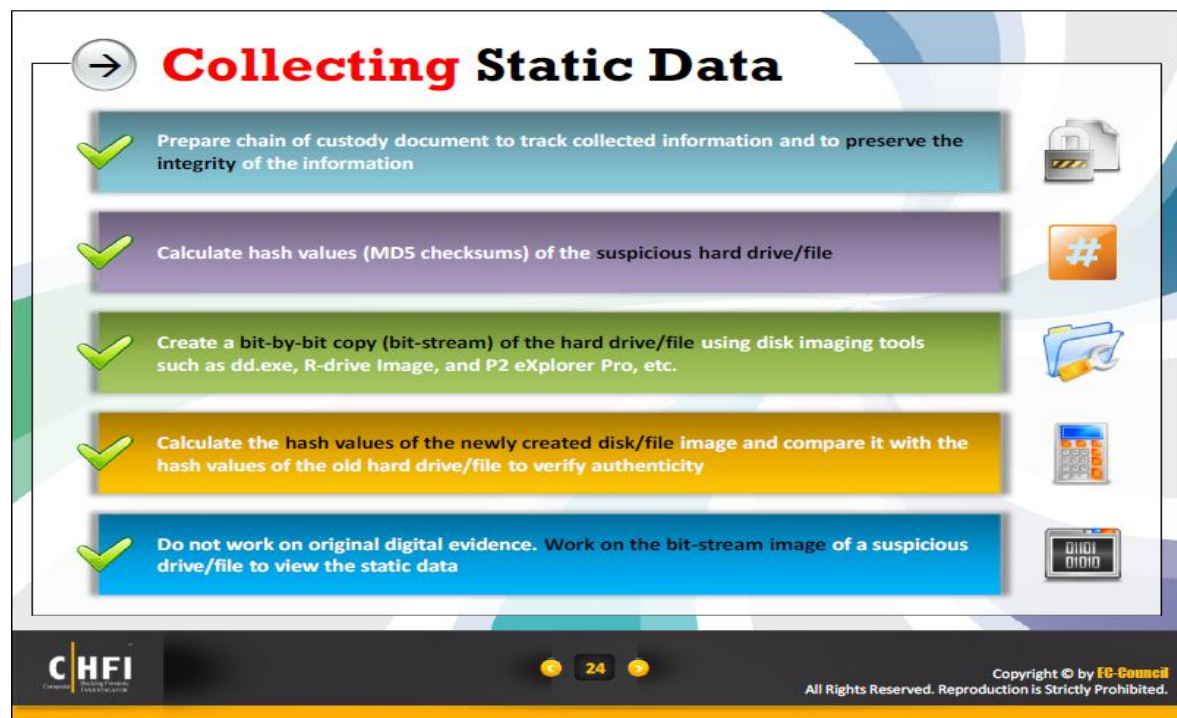 Collecting Static Data
Prepare chain of custody document to track collected information and to preserve the
integrity of the information
Calculate hash values (MD5 checksums) of the suspicious hard drive/file
#
Create a bit-by-bit copy (bit-stream) of the hard drive/file using disk imaging tools
such as dd.exe, R-drive Image, and P2 eXplorer Pro, etc.
Calculate the hash values of the newly created disk/file image and compare it with the
hash values of the old hard drive/file to verify authenticity
Do not work on original digital evidence. Work on the bit-stream image of a suspicious
drive/file to view the static data
01101
01010
CHFI
Computer Hacking Forensic
INVESTIGATOR
24
Copyright © by EC-Council
All Rights Reserved. Reproduction is Strictly Prohibited.